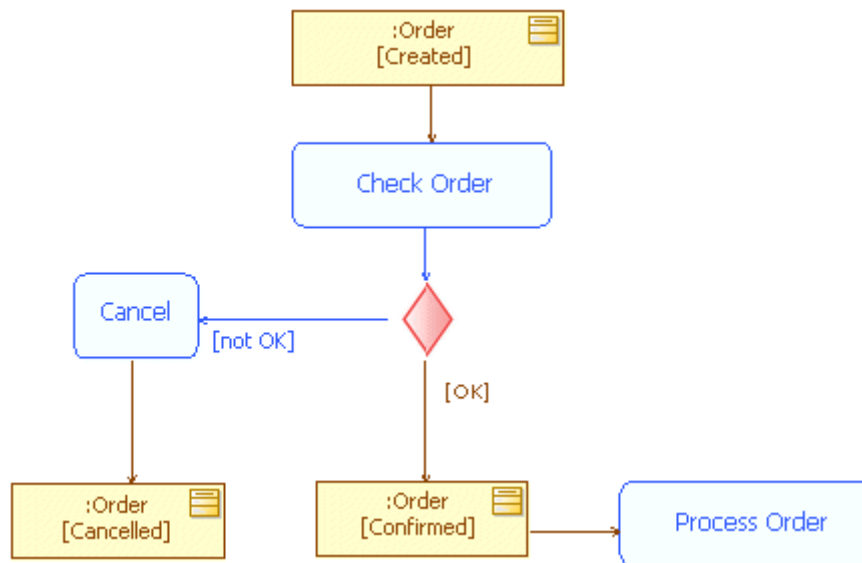 :Order
[Created]
Check Order
Cancel
[not OK]
[OK]
:Order
[Cancelled]
:Order
[Confirmed]
Process Order